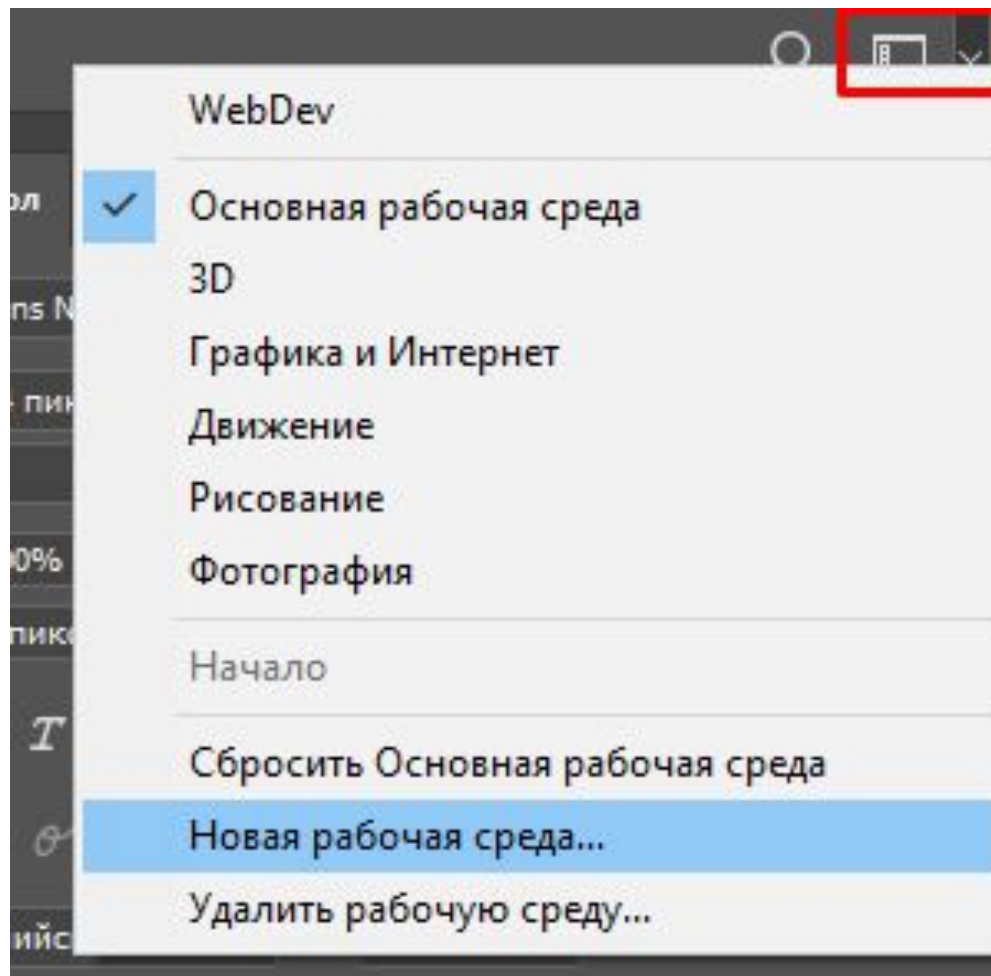 WebDev
Основная рабочая среда
3D
Графика и Интернет
Движение
Рисование
Фотография
Начало
Сбросить Основная рабочая среда
Новая рабочая среда...
Удалить рабочую среду...